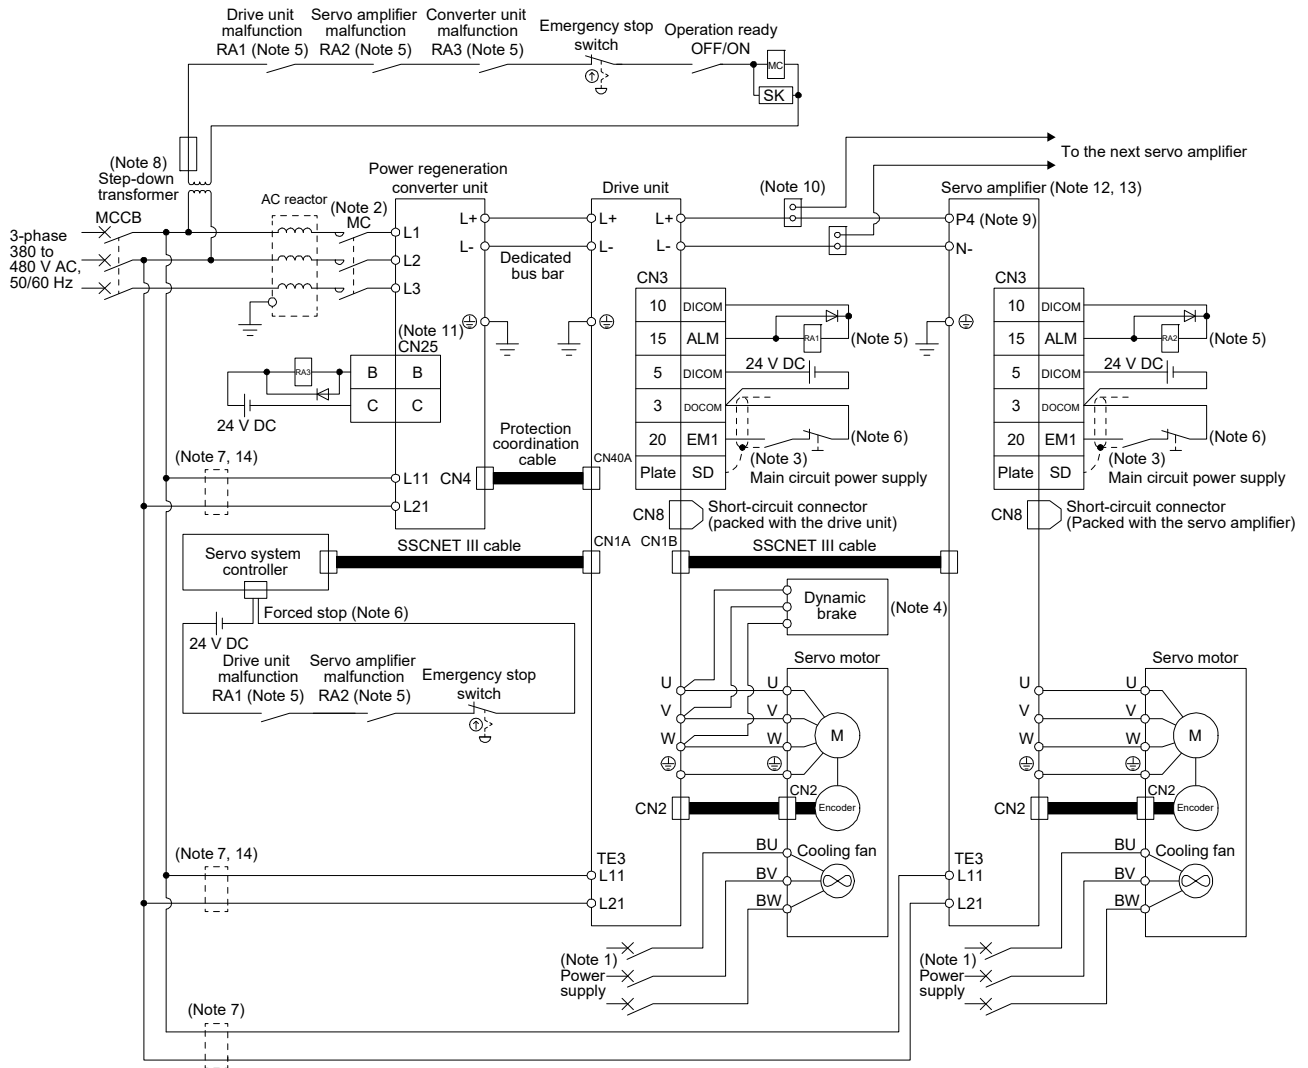 Drive unit
malfunction
RA1 (Note 5)
Servo amplifier
malfunction
RA2 (Note 5)
Converter unit
malfunction
RA3 (Note 5)
Emergency stop
switch
Operation ready
OFF/ON
MC
SK
(Note 8)
Step-down
transformer
MCCB
3-phase
380 to
480 V AC,
50/60 Hz
AC reactor
(Note 2)
MC
Power regeneration
converter unit
L+
L-
L1
L2
L3
Dedicated
bus bar
Drive unit
L+
L-
L+
L-
(Note 10)
To the next servo amplifier
Servo amplifier (Note 12, 13)
P4 (Note 9)
N-
(Note 11)
CN25
B
B
C
C
RA3
24 V DC
CN3
10
DICOM
15
ALM
5
DICOM
3
DOCOM
20
EM1
Plate
SD
RA1
(Note 5)
24 V DC
(Note 6)
(Note 3)
Main circuit power supply
CN3
10
DICOM
15
ALM
5
DICOM
3
DOCOM
20
EM1
Plate
SD
RA2
(Note 5)
24 V DC
(Note 6)
(Note 3)
Main circuit power supply
(Note 7, 14)
L11
L21
CN4
Protection
coordination
cable
CN40A
CN8
Short-circuit connector
(packed with the drive unit)
CN8
Short-circuit connector
(Packed with the servo amplifier)
Servo system
controller
SSCNET III cable
CN1A
CN1B
SSCNET III cable
Forced stop (Note 6)
24 V DC
Drive unit
malfunction
RA1 (Note 5)
Servo amplifier
malfunction
RA2 (Note 5)
Emergency stop
switch
Dynamic
brake
(Note 4)
Servo motor
U
V
W
U
V
W
M
CN2
CN2
Encoder
BU
BV
BW
Cooling fan
Servo motor
U
V
W
U
V
W
M
CN2
CN2
Encoder
BU
BV
BW
Cooling fan
(Note 7, 14)
TE3
L11
L21
TE3
L11
L21
(Note 1)
Power
supply
(Note 1)
Power
supply
(Note 7)